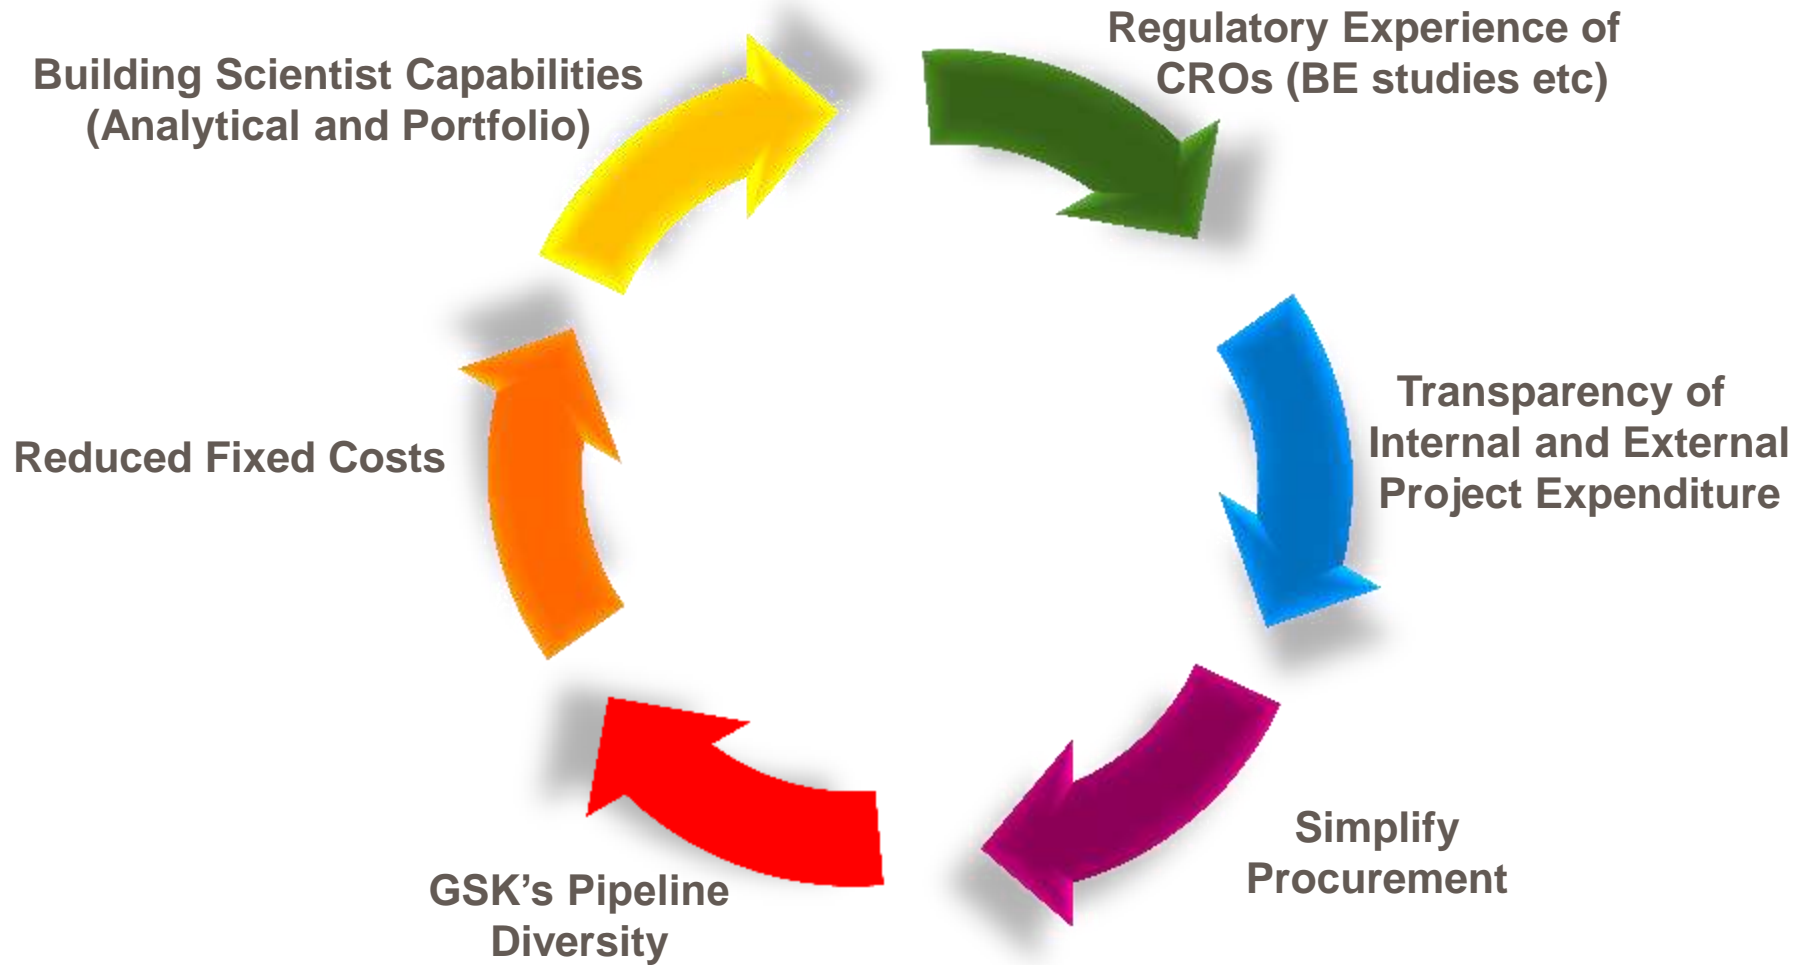 Building Scientist Capabilities
(Analytical and Portfolio)
Regulatory Experience of
CROs (BE studies etc)
Transparency of
Internal and External
Project Expenditure
Simplify
Procurement
GSK’s Pipeline
Diversity
Reduced Fixed Costs